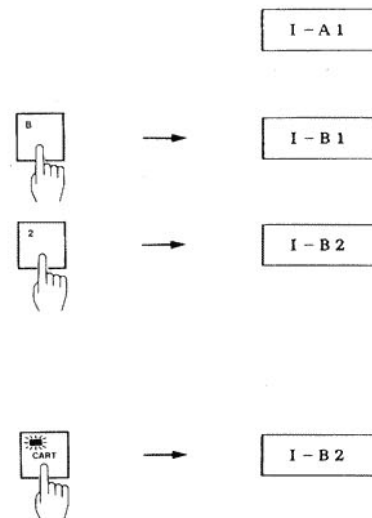 I - A 1
B
I - B 1
2
I - B 2
CART
I - B 2